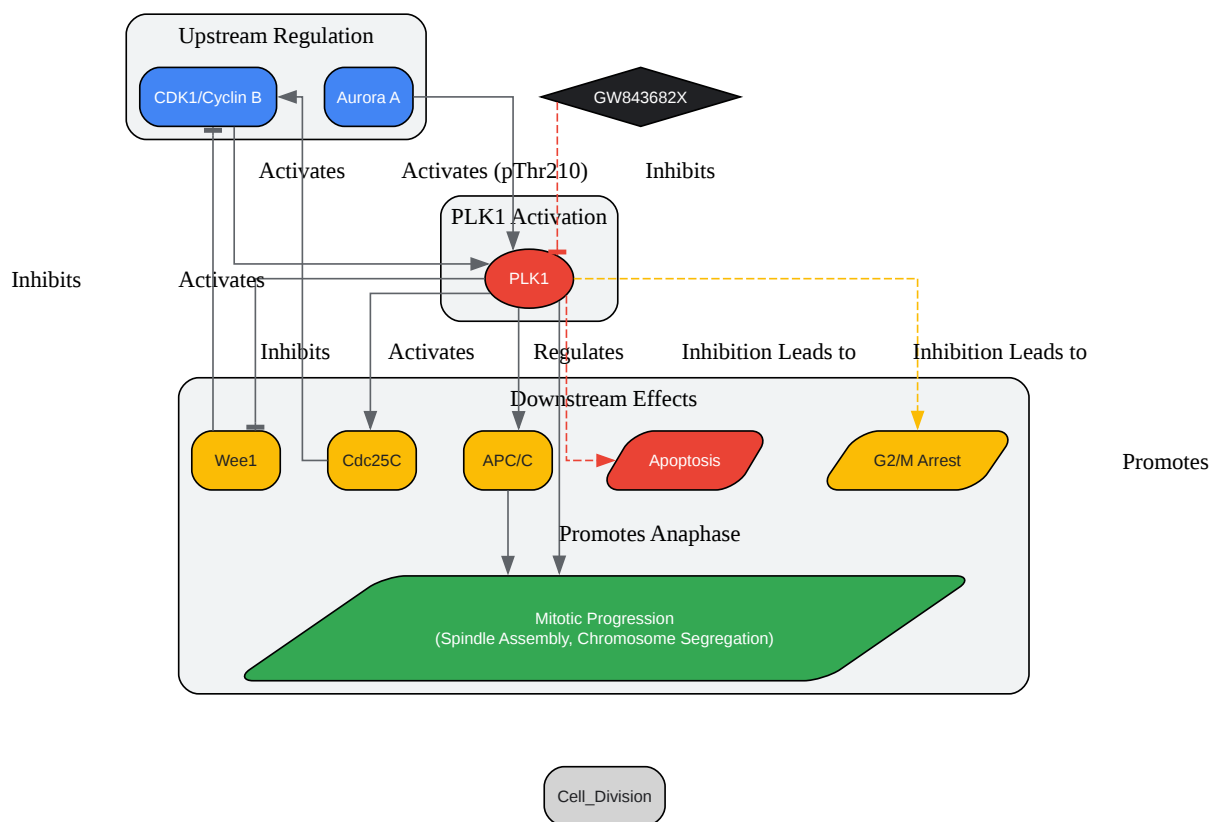 Upstream Regulation
CDK1/Cyclin B
Aurora A
GW843682X
Activates
Activates (pThr210)
Inhibits
PLK1 Activation
PLK1
Inhibits
Activates
Inhibits
Activates
Regulates
Inhibition Leads to
Inhibition Leads to
Downstream Effects
Wee1
Cdc25C
APC/C
Apoptosis
G2/M Arrest
Promotes
Promotes Anaphase
Mitotic Progression
(Spindle Assembly, Chromosome Segregation)
Cell_Division